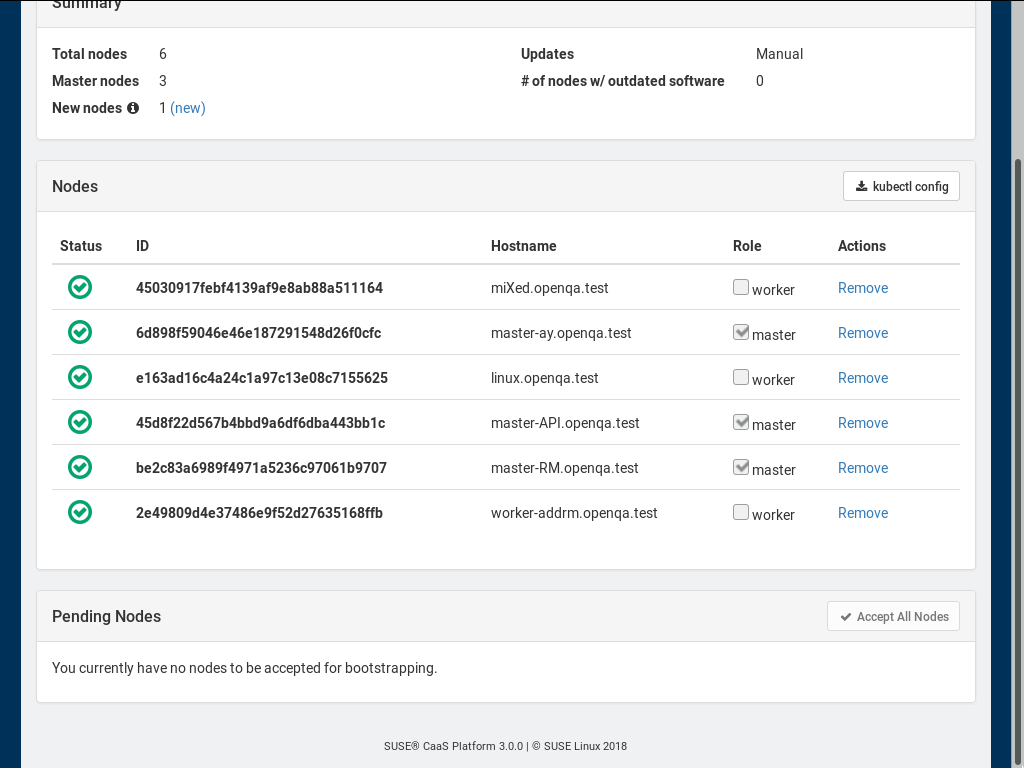 Summary
Total nodes 6 Updates Manual
Master nodes 3 # of nodes w/ outdated software 0
New nodes 1 (new)
Nodes kubectl config
Status ID Hostname Role Actions
45030917febf4139af9e8ab88a511164 miXed.openqa.test worker Remove
6d898f59046e46e187291548d26f0cfc master-ay.openqa.test master Remove
e163ad16c4a24c1a97c13e08c7155625 linux.openqa.test worker Remove
45d8f22d567b4bbd9a6df6dba443bb1c master-API.openqa.test master Remove
be2c83a6989f4971a5236c97061b9707 master-RM.openqa.test master Remove
2e49809d4e37486e9f52d27635168ffb worker-addrm.openqa.test worker Remove
Pending Nodes Accept All Nodes
You currently have no nodes to be accepted for bootstrapping.
SUSE® CaaS Platform 3.0.0 | © SUSE Linux 2018